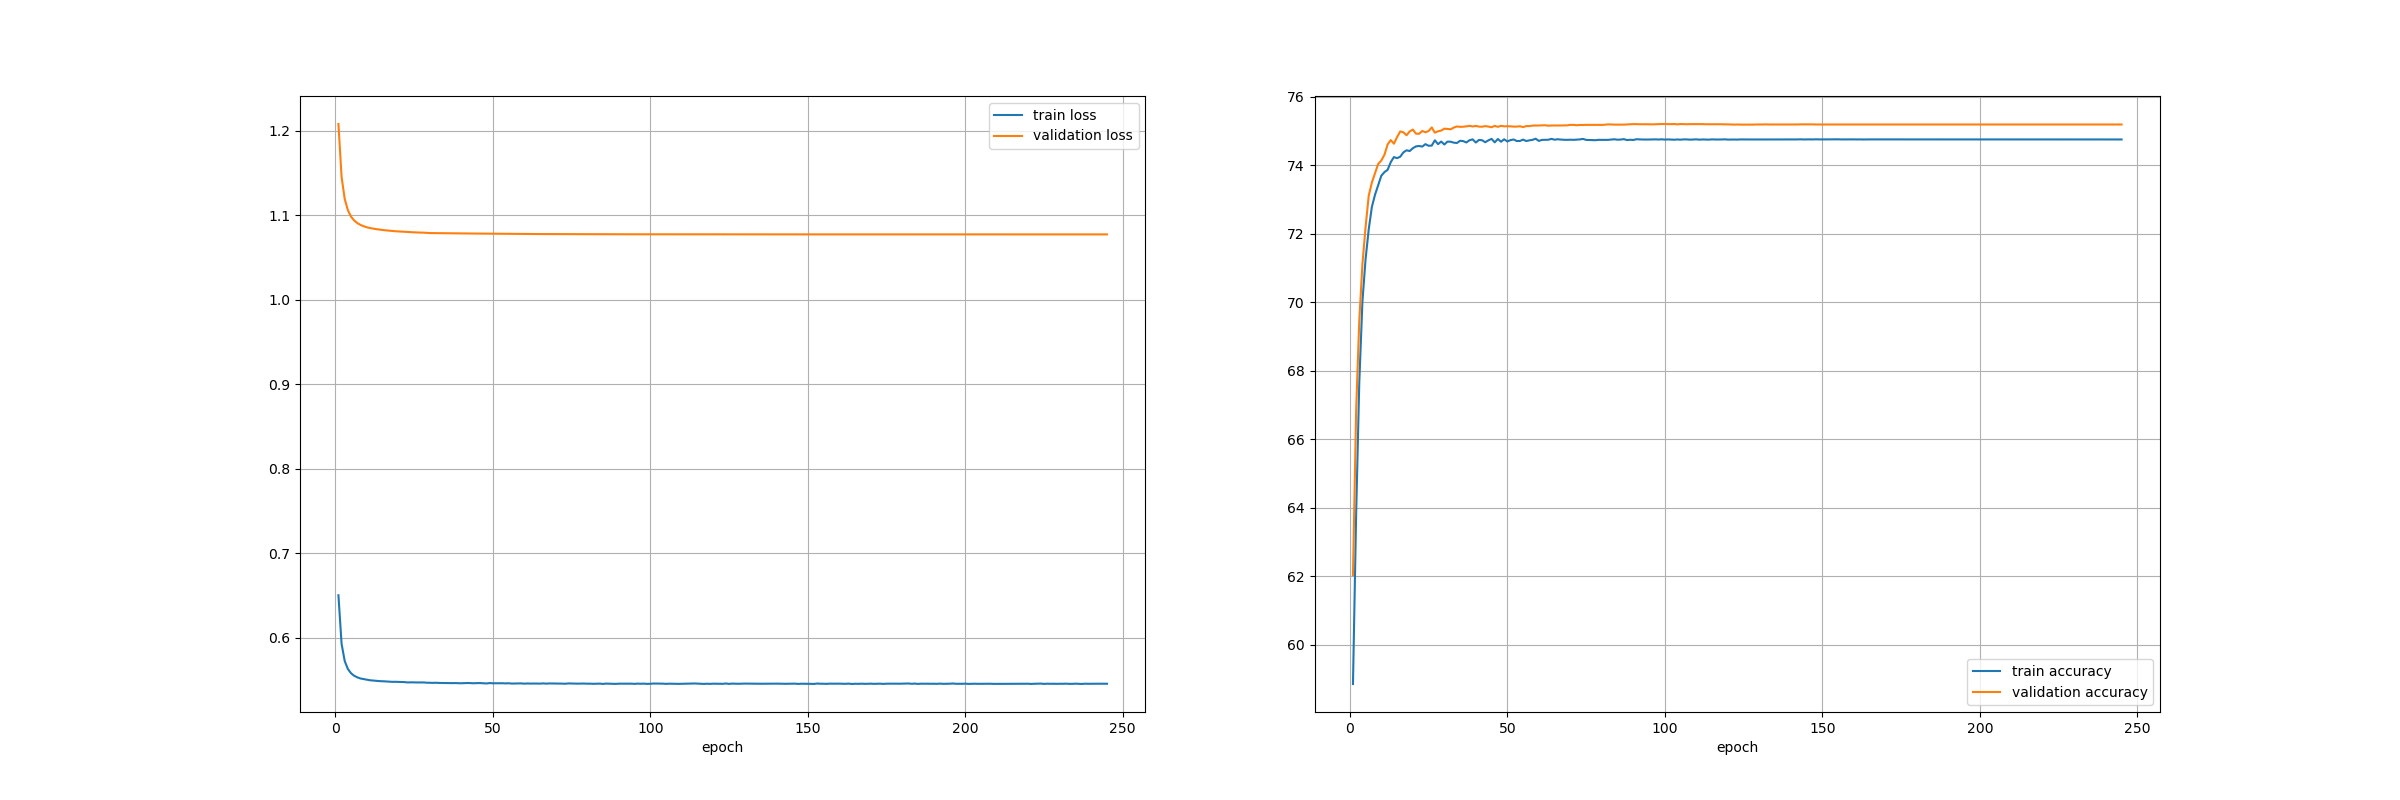 train loss
validation loss
1.2
1.1
1.0
0.9
0.8
0.7
0.6
0 50 100 150 200 250
epoch
76
74
72
70
68
66
64
62
60
train accuracy
validation accuracy
0 50 100 150 200 250
epoch